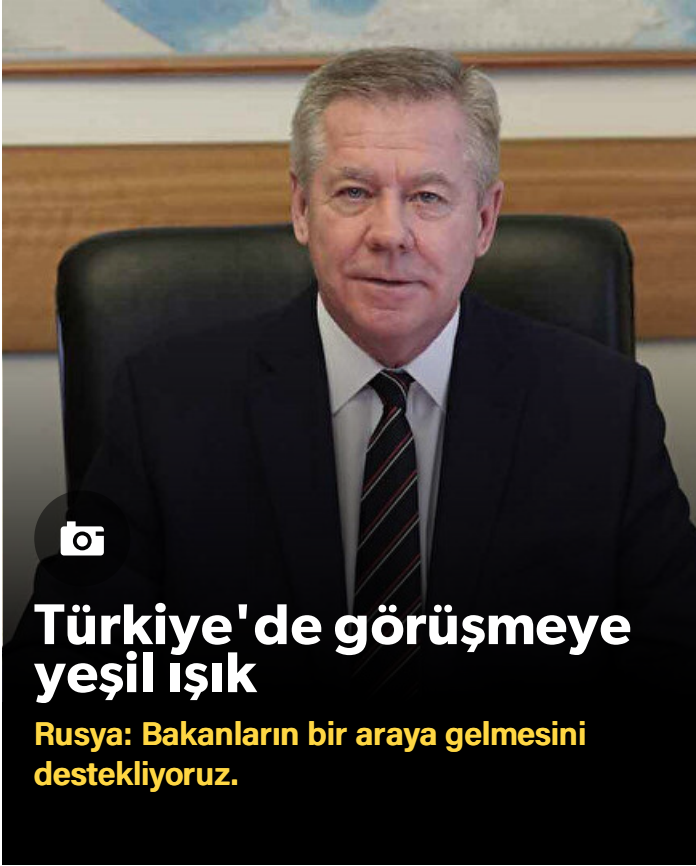 Türkiye'de görüşmeye
yeşil ışık
Rusya: Bakanların bir araya gelmesini
destekliyoruz.